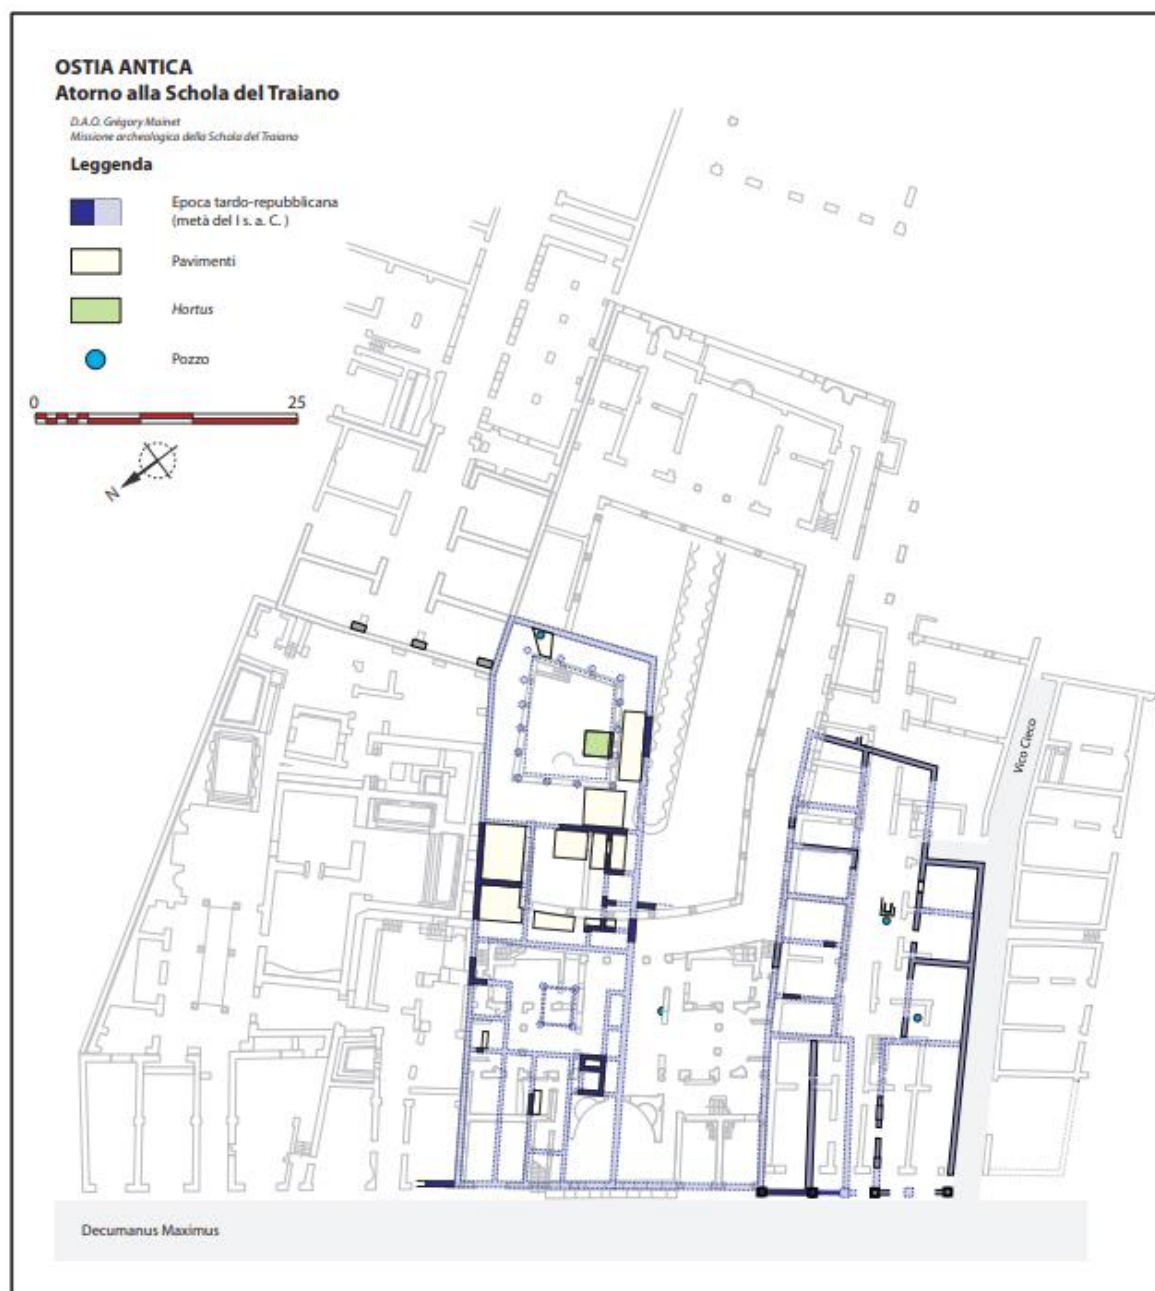 OSTIA ANTICA
Atorno alla Schola del Traiano
D.A.O. Grégory Mainet
Missione archeologica della Schola del Traiano
Leggenda
Epoca tardo-repubblicana
(metà del I s. a. C. )
Pavimenti
Hortus
Pozzo
0 25
N
Vico Cieco
Decumanus Maximus